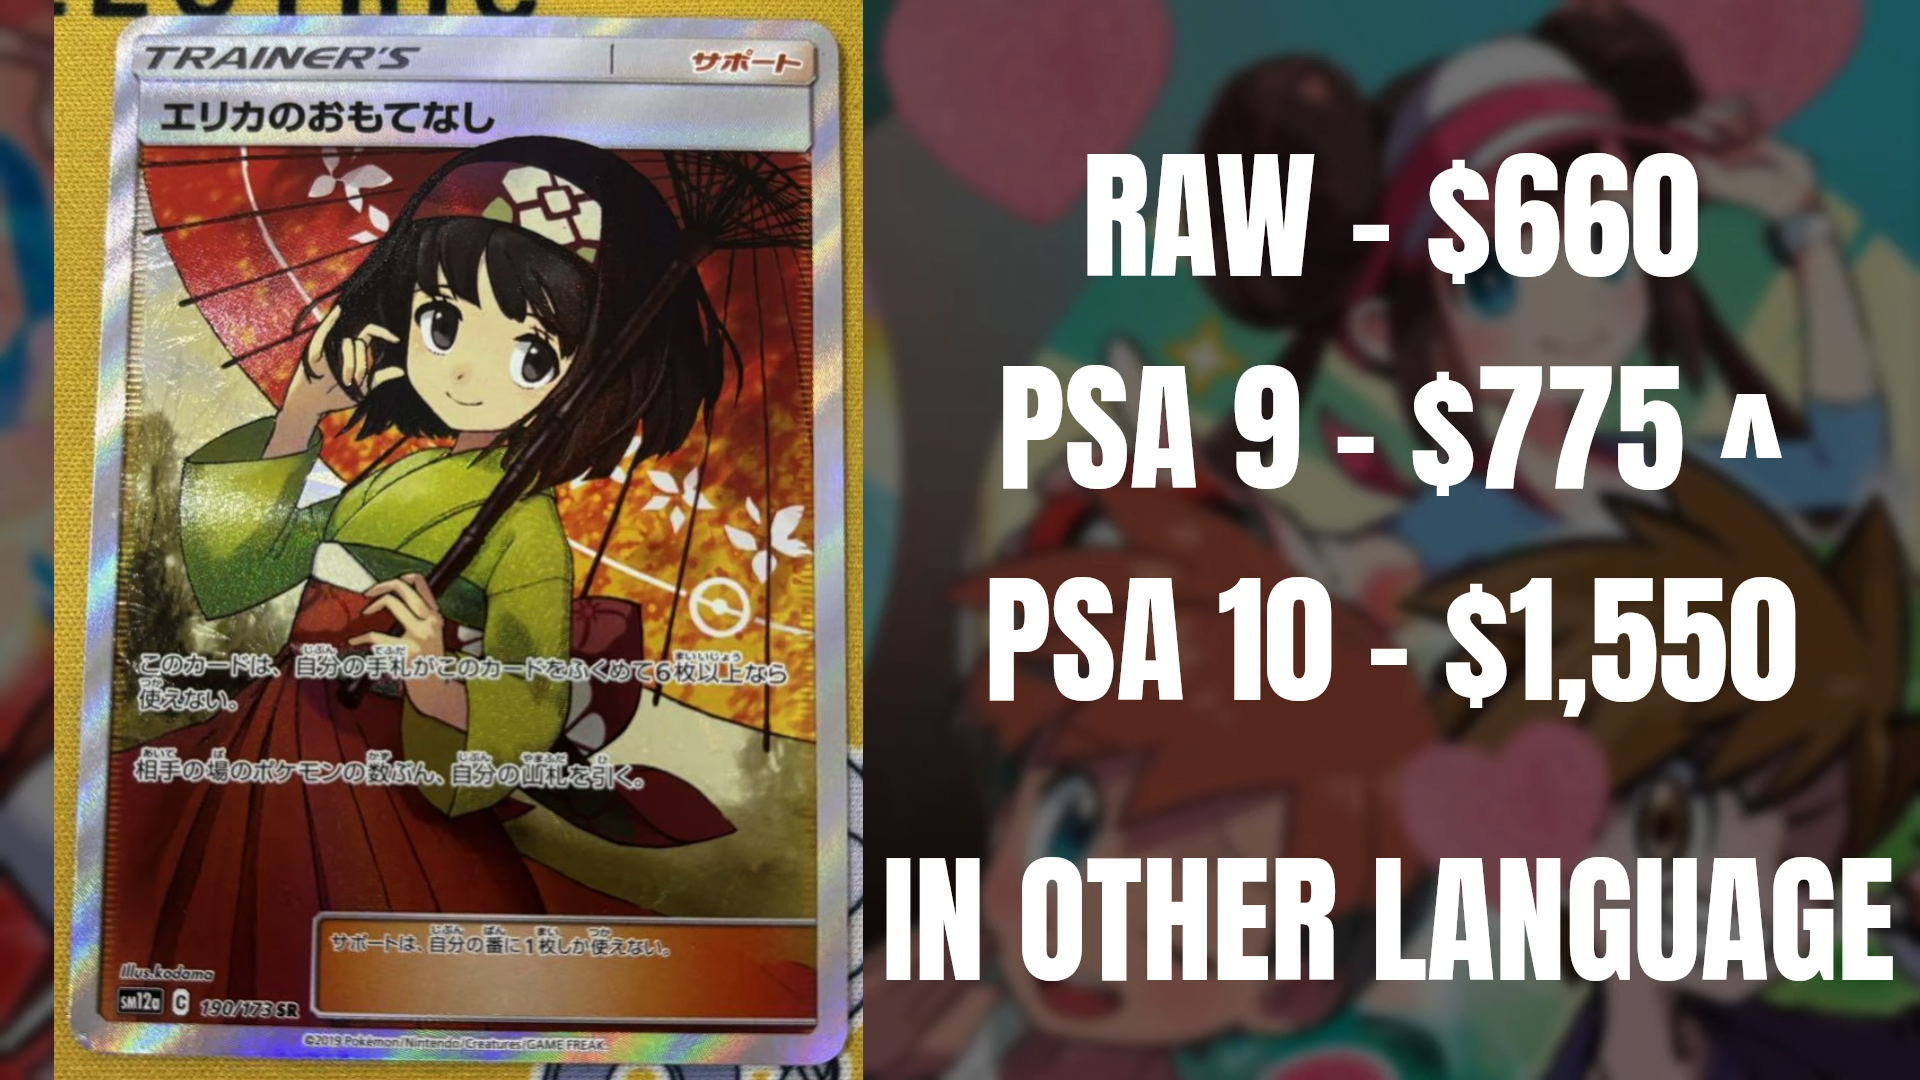 TRAINER'S
サポート
エリカのおもてなし
このカードは、自分の手札がこのカードをふくめて6枚以上なら
使えない。
相手の場のポケモンの数ぶん、自分の山札を引く。
サポートは、自分の番に1枚しか使えない。
Illus.kodama
SM12a C 190/173 SR
©2019 Pokémon/Nintendo/Creatures/GAME FREAK.
RAW - $660
PSA 9 - $775 ^
PSA 10 - $1,550
IN OTHER LANGUAGE